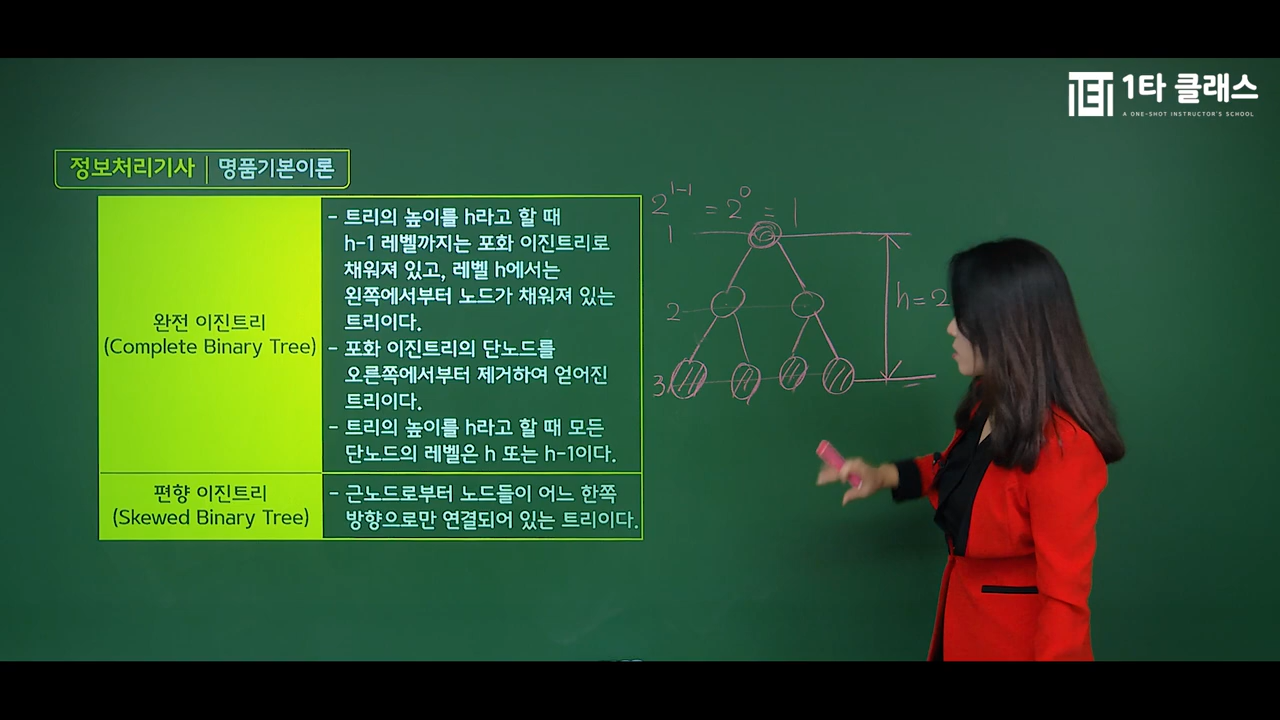 1타 클래스
A ONE-SHOT INSTRUCTOR'S SCHOOL
정보처리기사 | 명품기본이론
완전 이진트리
(Complete Binary Tree)
- 트리의 높이를 h라고 할 때
h-1 레벨까지는 포화 이진트리로
채워져 있고, 레벨 h에서는
왼쪽에서부터 노드가 채워져 있는
트리이다.
- 포화 이진트리의 단노드를
오른쪽에서부터 제거하여 얻어진
트리이다.
- 트리의 높이를 h라고 할 때 모든
단노드의 레벨은 h 또는 h-1이다.
편향 이진트리
(Skewed Binary Tree)
- 근노드로부터 노드들이 어느 한쪽
방향으로만 연결되어 있는 트리이다.
2^1-1 = 2^0 = 1
1
2
h=2
3